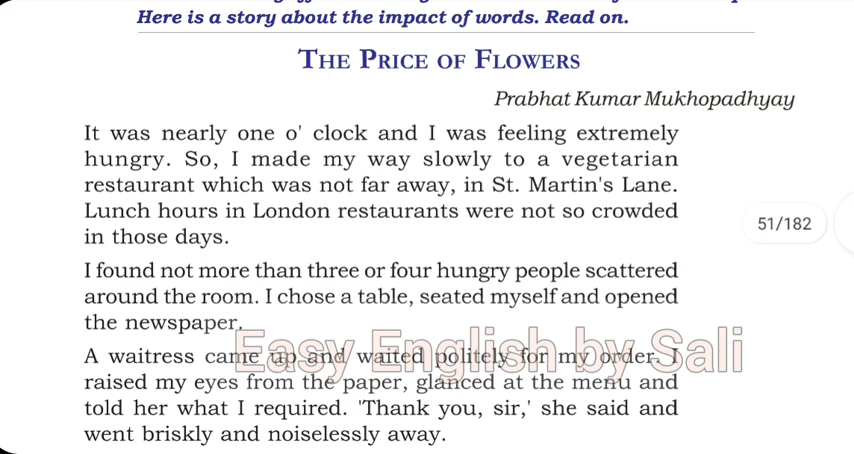 Here is a story about the impact of words. Read on.
THE PRICE OF FLOWERS
Prabhat Kumar Mukhopadhyay
It was nearly one o' clock and I was feeling extremely
hungry. So, I made my way slowly to a vegetarian
restaurant which was not far away, in St. Martin's Lane.
Lunch hours in London restaurants were not so crowded
in those days.
51/182
I found not more than three or four hungry people scattered
around the room. I chose a table, seated myself and opened
the newspaper.
Easy English by Sali
A waitress came up and waited politely for my order. I
raised my eyes from the paper, glanced at the menu and
told her what I required. 'Thank you, sir,' she said and
went briskly and noiselessly away.